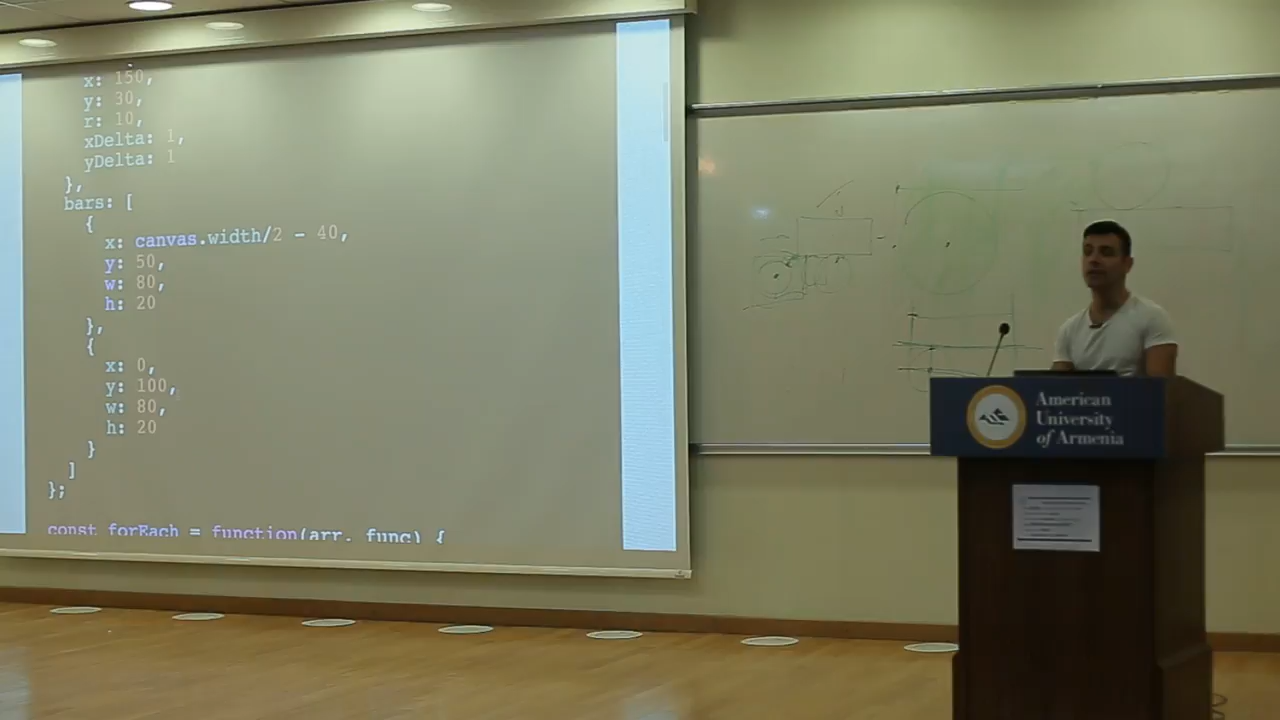 x: 150,
y: 30,
r: 10,
xDelta: 1,
yDelta: 1
},
bars: [
{
x: canvas.width/2 - 40,
y: 50,
w: 80,
h: 20
},
{
x: 0,
y: 100,
w: 80,
h: 20
}
]
};
const forEach = function(arr, func) {
American
University
of Armenia